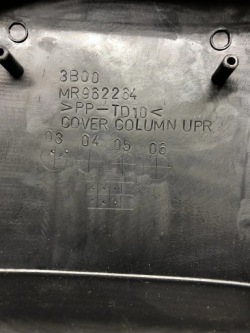 3B00
MR962264
>PP-TD10<
COVER COLUMN UPR
03 04 05 06